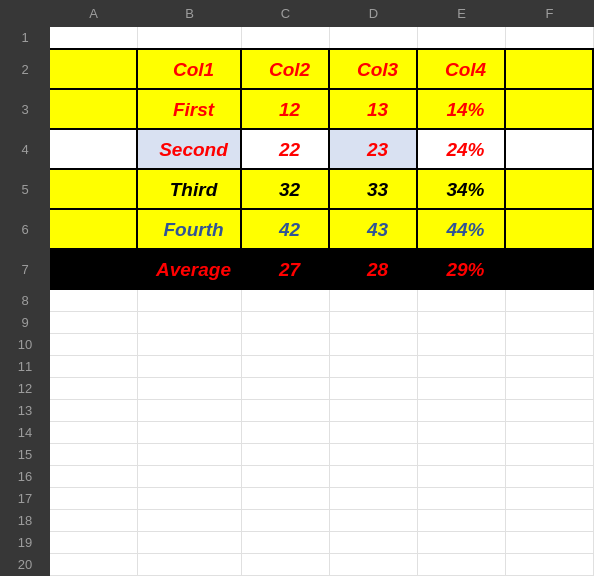 A B C D E F
1
2 Col1 Col2 Col3 Col4
3 First 12 13 14%
4 Second 22 23 24%
5 Third 32 33 34%
6 Fourth 42 43 44%
7 Average 27 28 29%
8
9
10
11
12
13
14
15
16
17
18
19
20